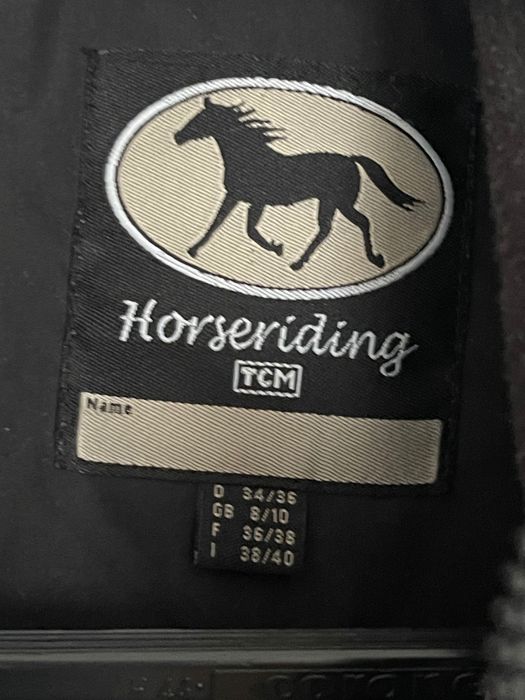 Horseriding
TCM
Name
D 34/36
GB 8/10
F 36/38
I 38/40